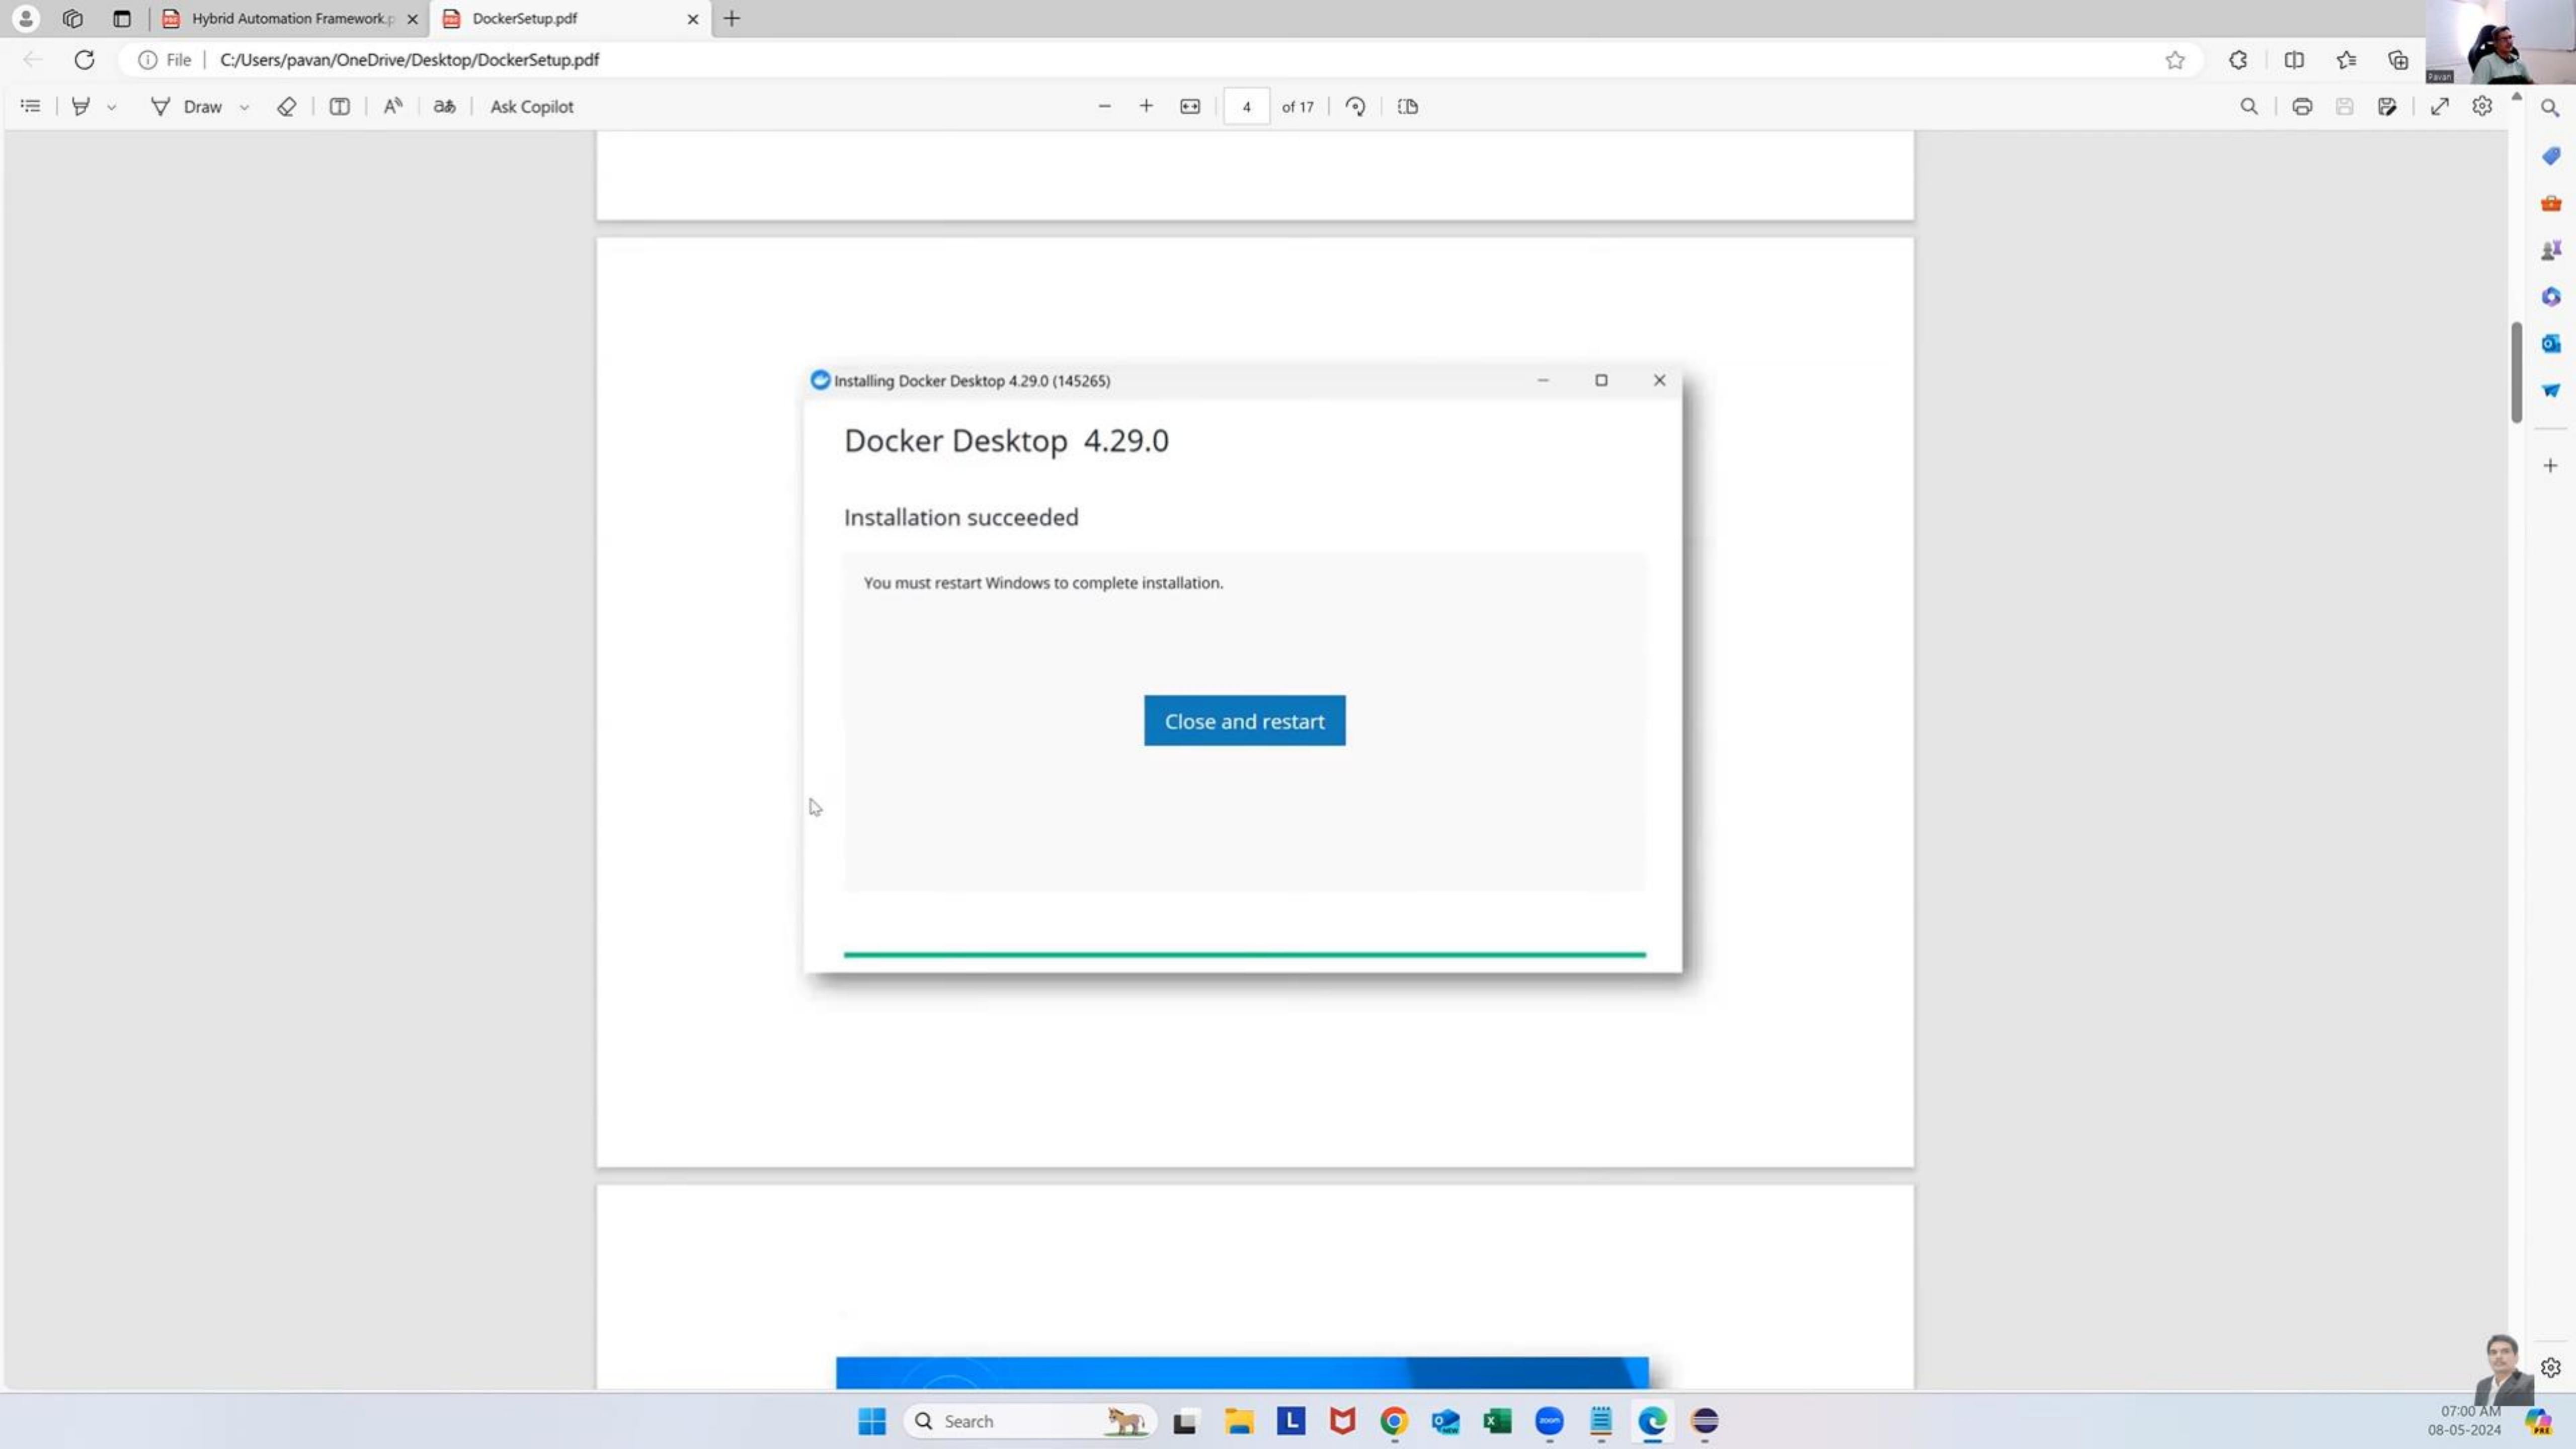 Hybrid Automation Framework.p
DockerSetup.pdf
File
C:/Users/pavan/OneDrive/Desktop/DockerSetup.pdf
Pavan
Draw
Ask Copilot
4 of 17
Installing Docker Desktop 4.29.0 (145265)
Docker Desktop 4.29.0
Installation succeeded
You must restart Windows to complete installation.
Close and restart
Search
zoom
07:00 AM
08-05-2024